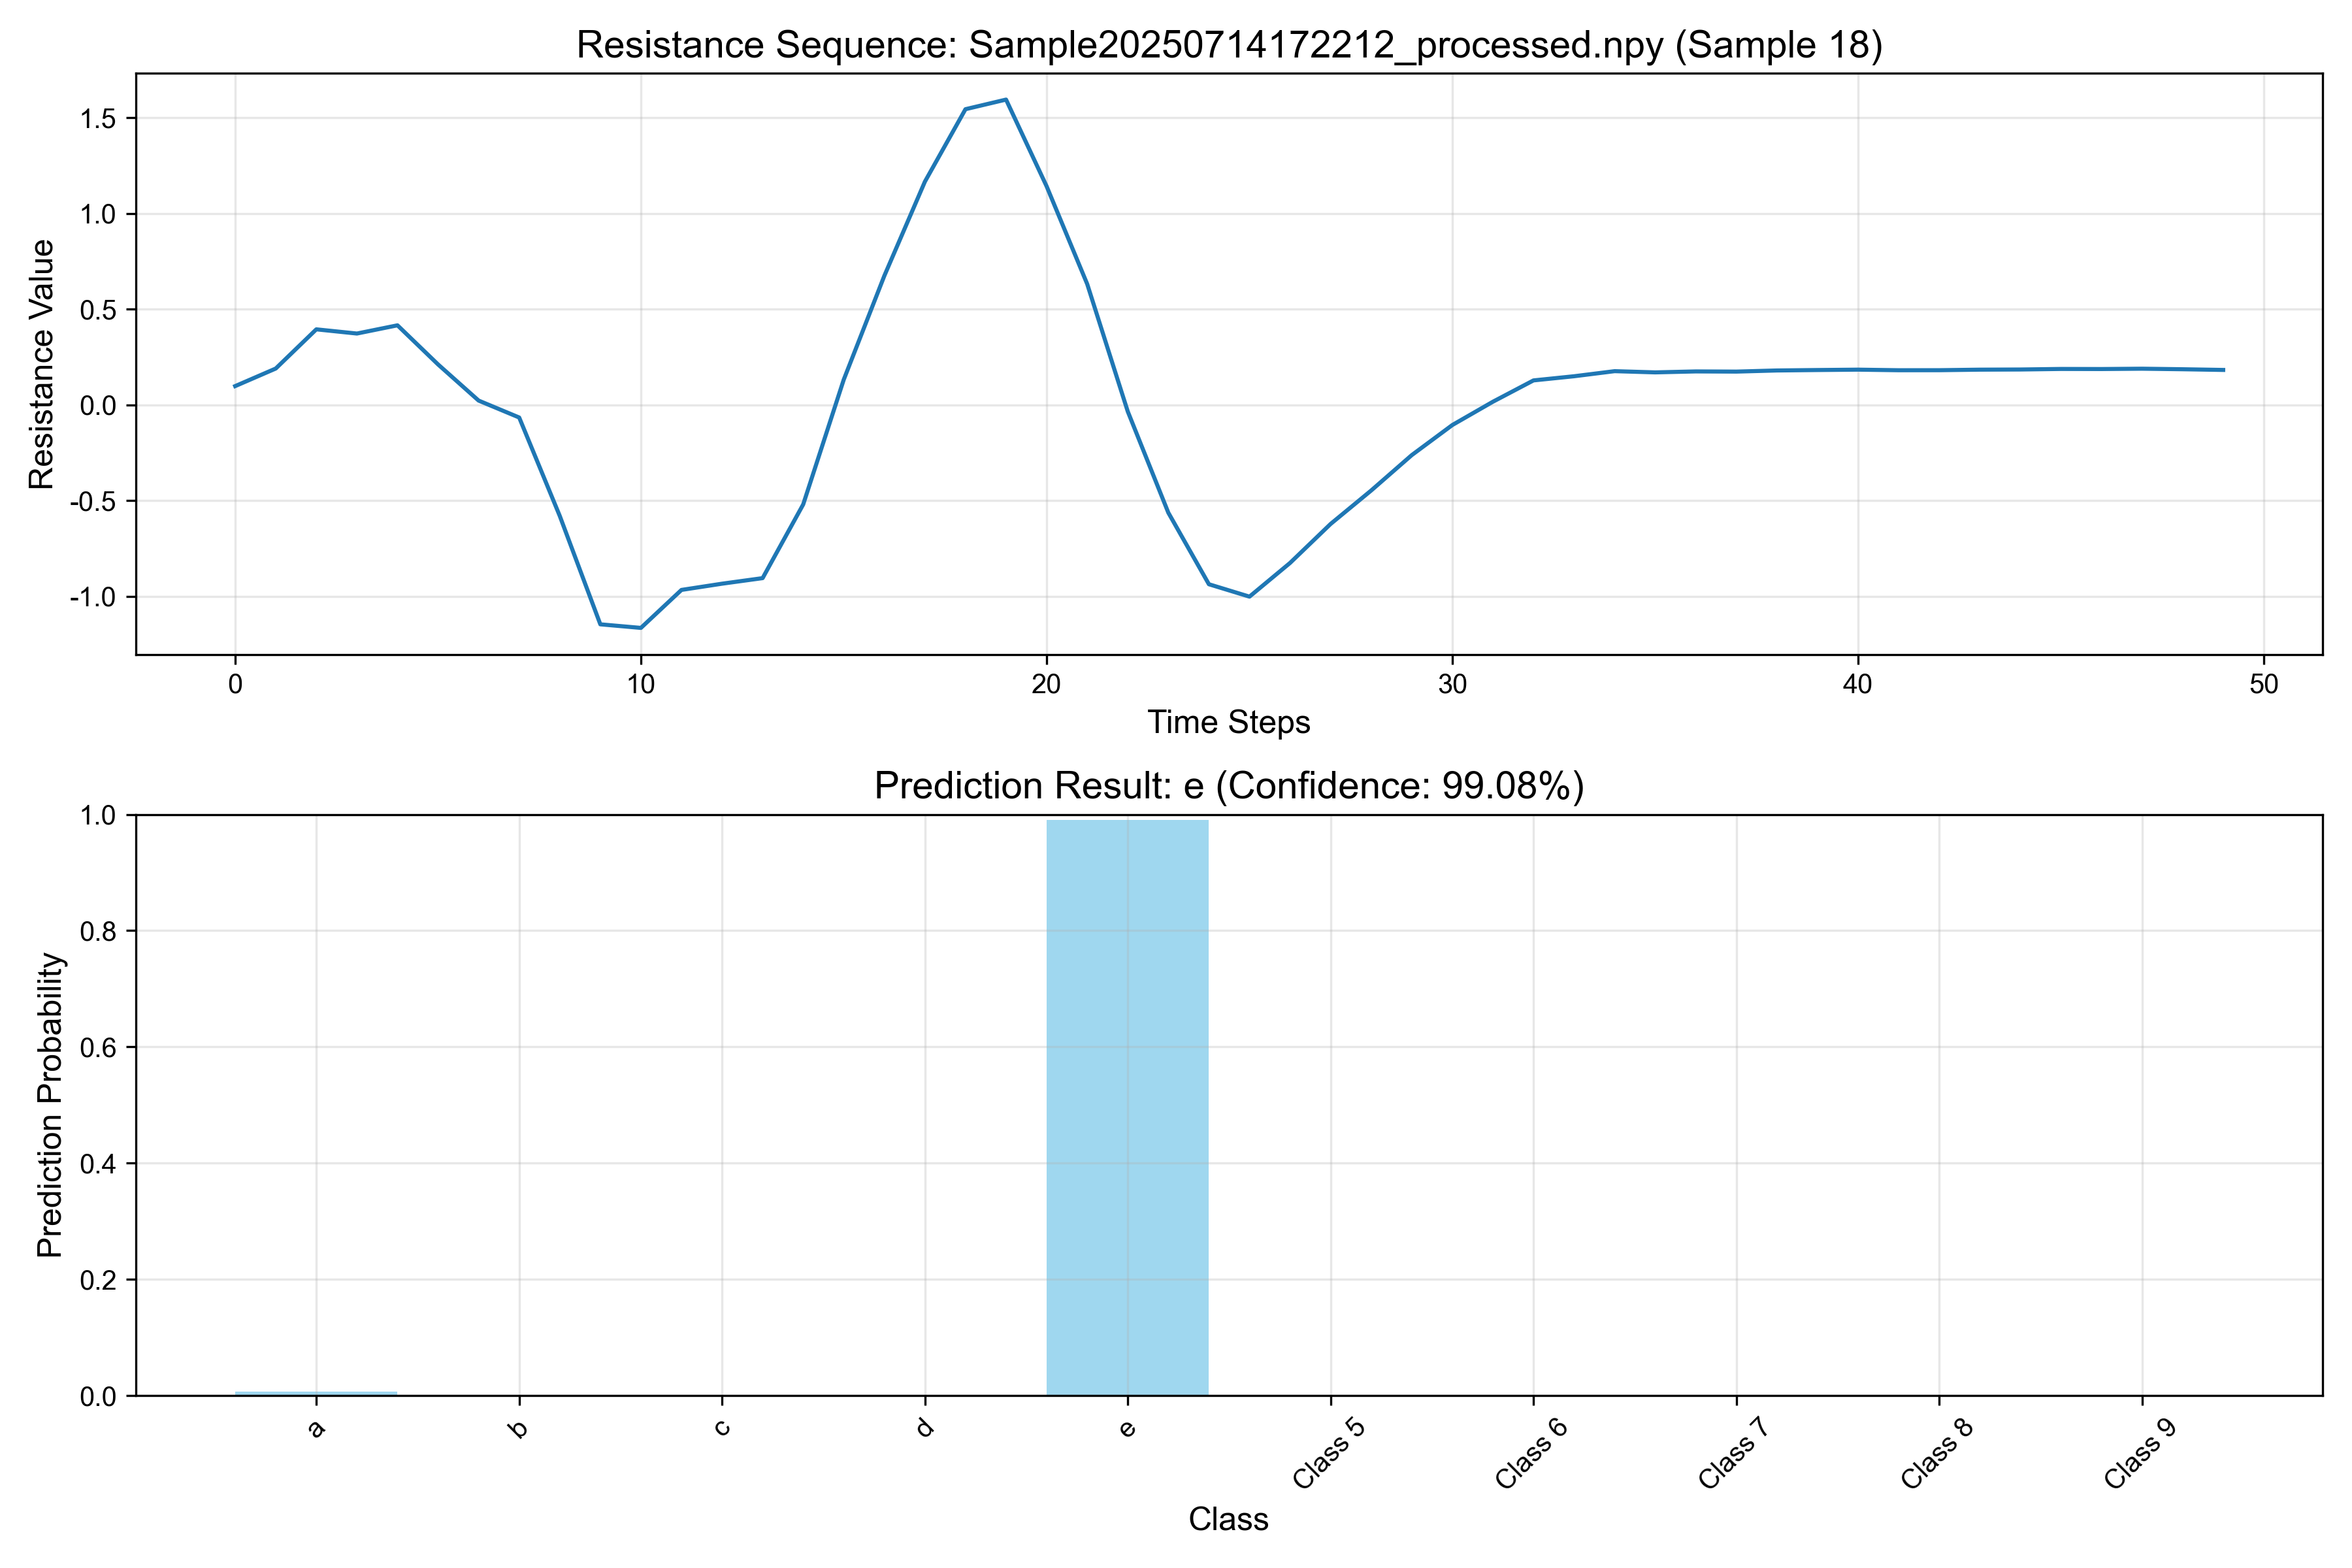 Resistance Sequence: Sample20250714172212_processed.npy (Sample 18)
Resistance Value
1.5
1.0
0.5
0.0
-0.5
-1.0
0 10 20 30 40 50
Time Steps
Prediction Result: e (Confidence: 99.08%)
Prediction Probability
1.0
0.8
0.6
0.4
0.2
0.0
a b c d e Class 5 Class 6 Class 7 Class 8 Class 9
Class